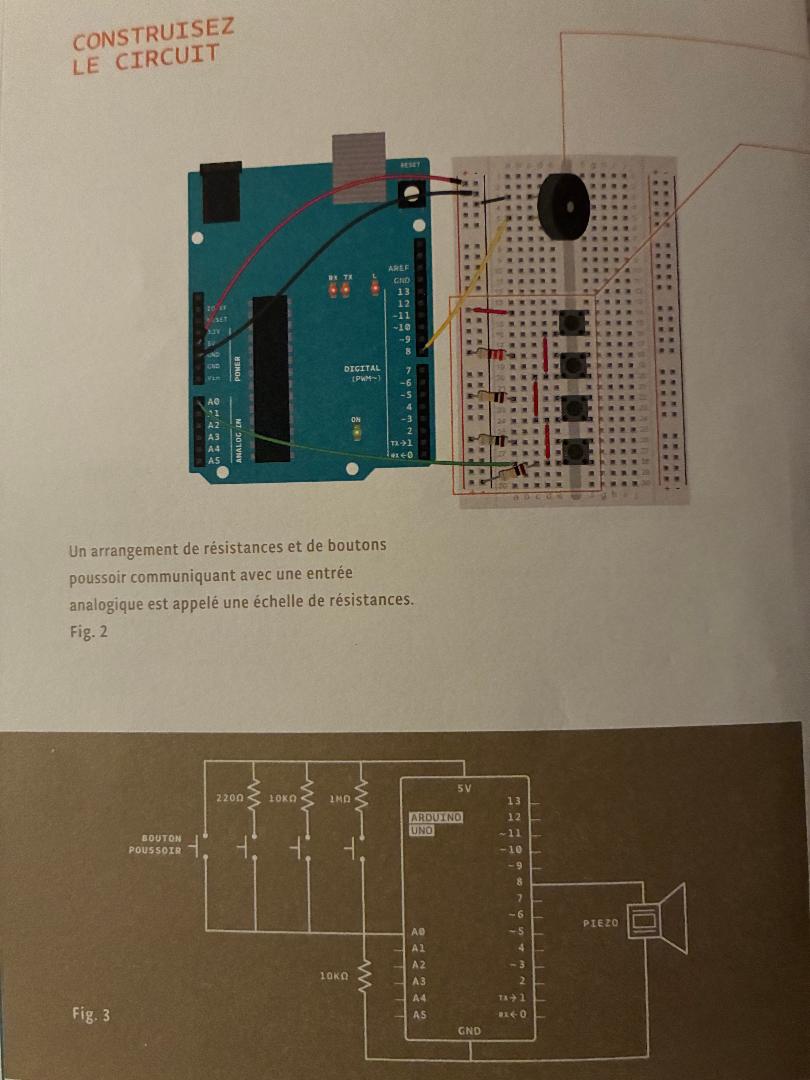 CONSTRUISEZ
LE CIRCUIT
RESET
RX TX L
AREF
GND
13
12
~11
~10
~9
8
DIGITAL
(PWM~)
7
~6
~5
4
~3
2
TX→1
RX←0
ON
IOREF
RESET
3.3V
5V
GND
GND
Vin
POWER
A0
A1
A2
A3
A4
A5
ANALOG IN
Un arrangement de résistances et de boutons
poussoir communiquant avec une entrée
analogique est appelé une échelle de résistances.
Fig. 2
220Ω 10KΩ 1MΩ
BOUTON
POUSSOIR
5V
ARDUINO
UNO
13
12
~11
~10
~9
8
7
~6
~5
4
~3
2
TX→1
RX←0
A0
A1
A2
A3
A4
A5
GND
PIEZO
10KΩ
Fig. 3